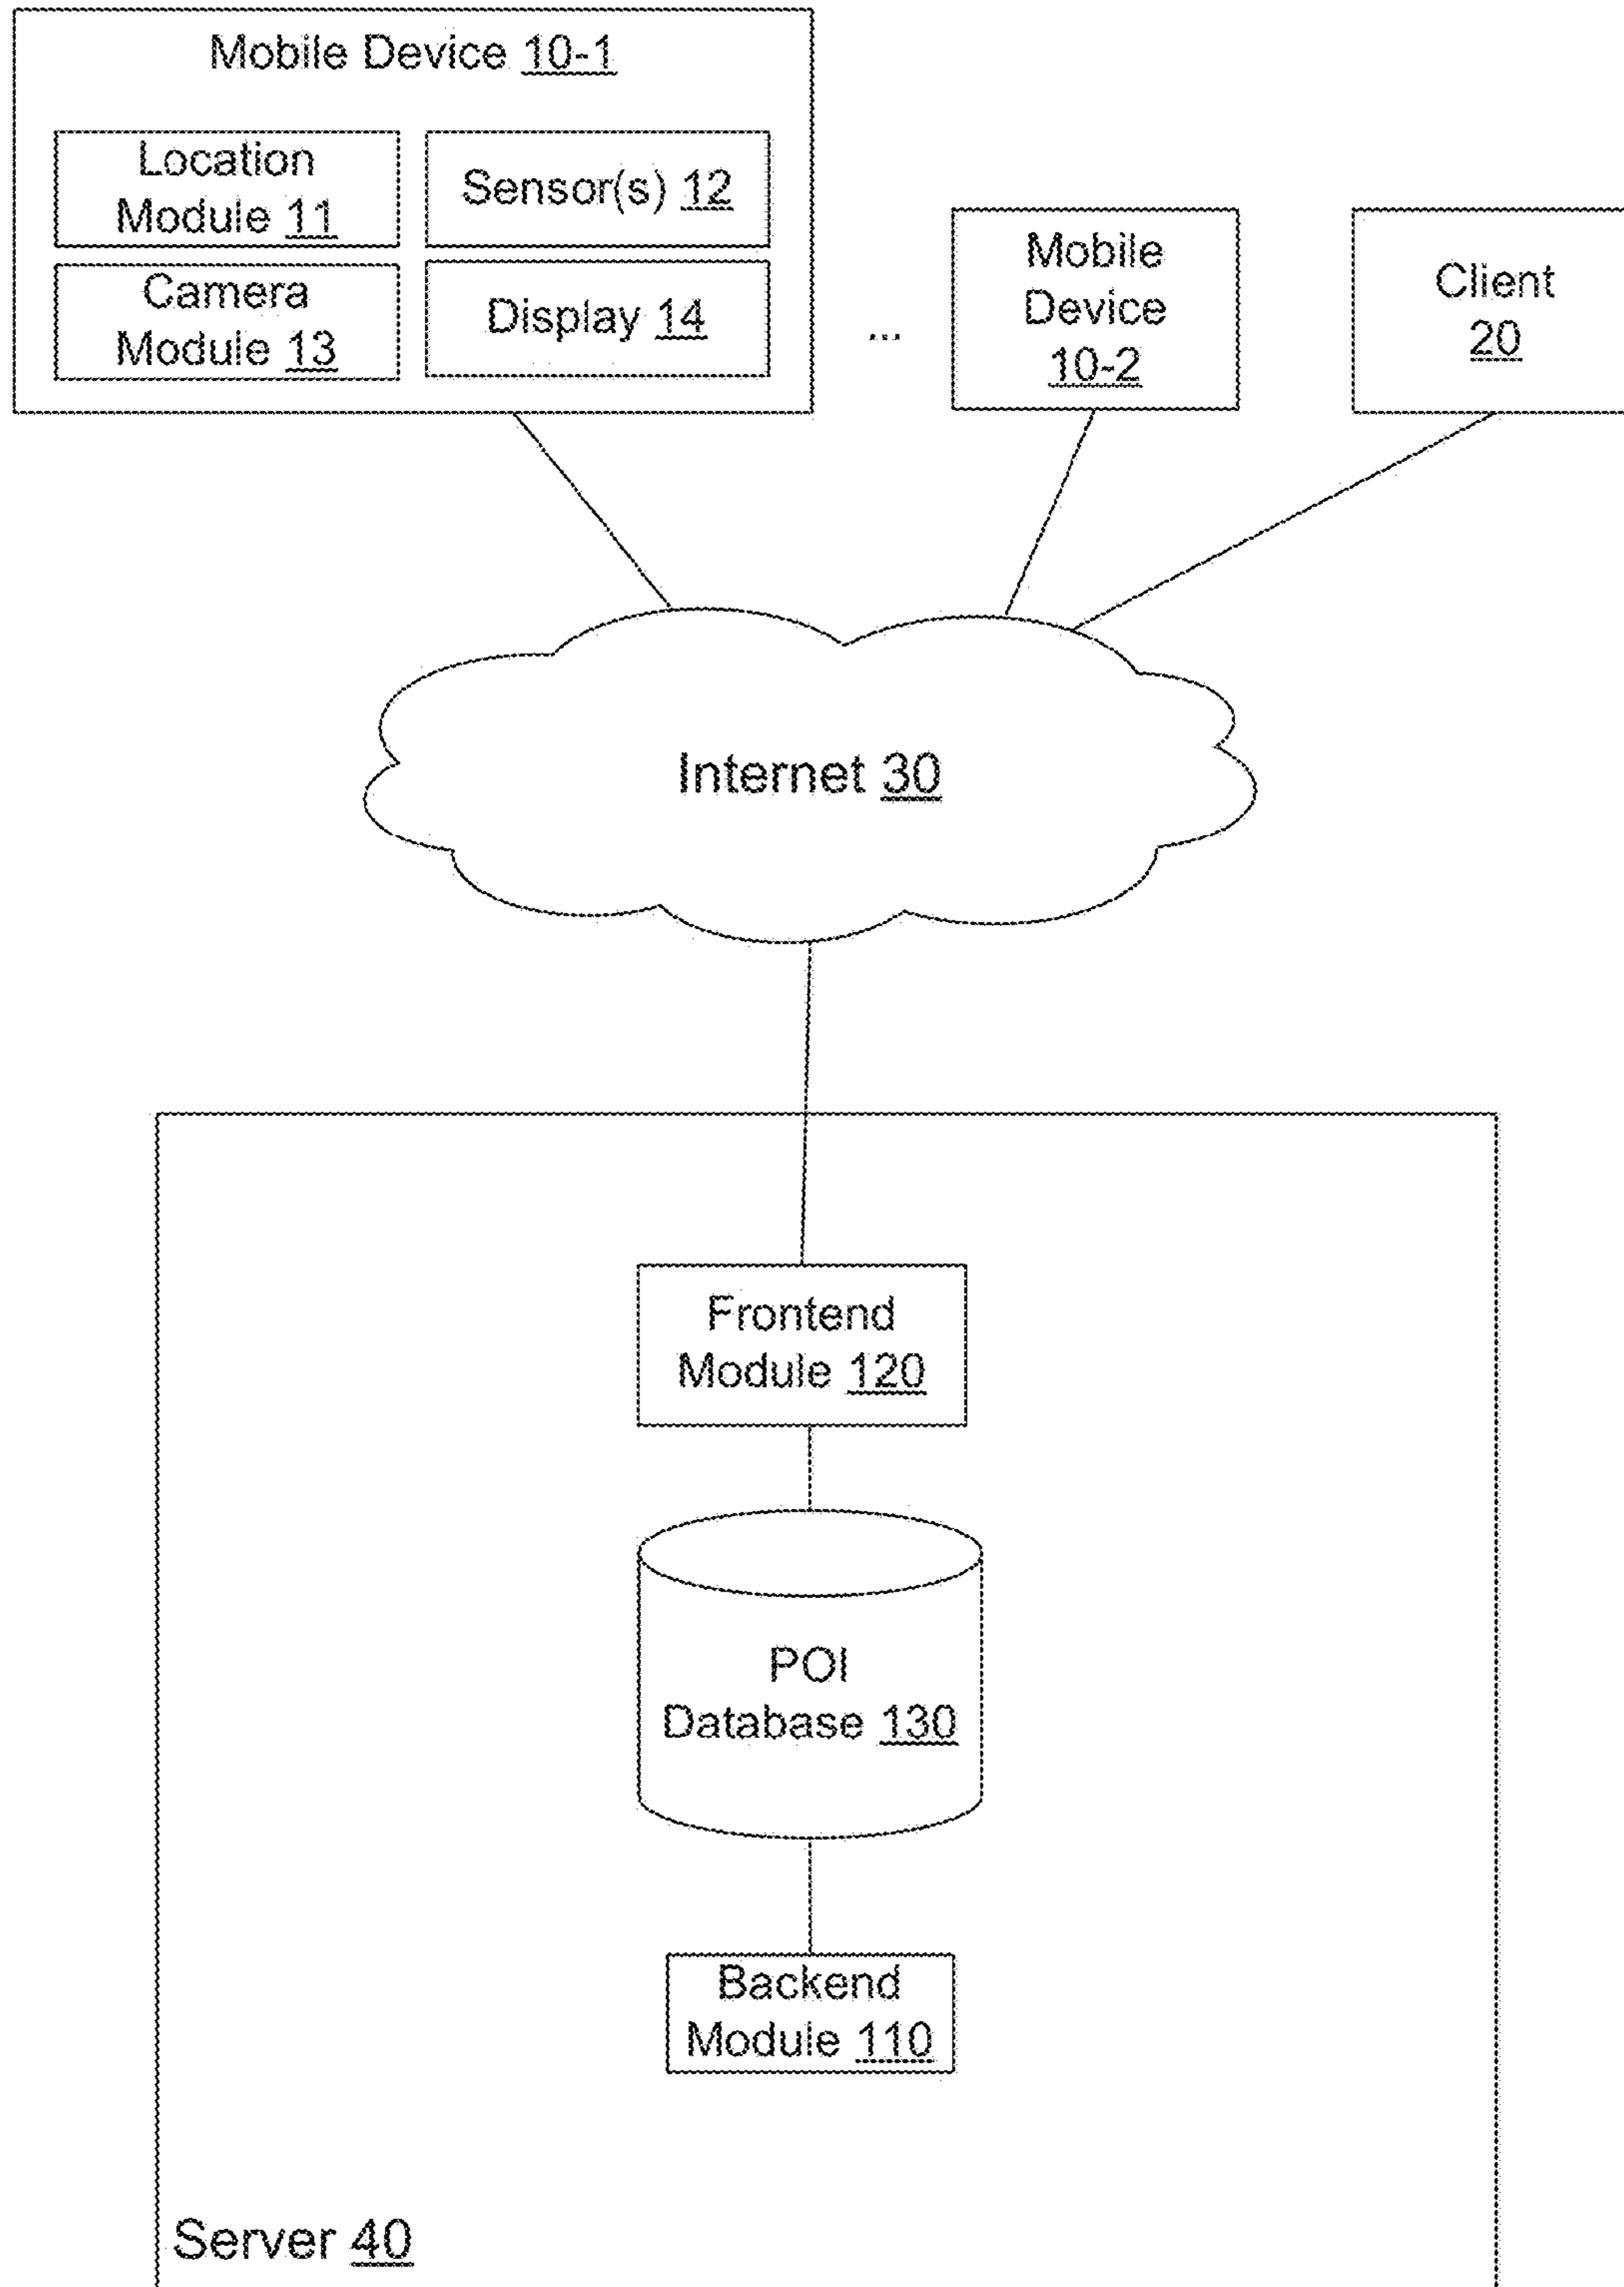 Mobile Device 10-1
Location
Module 11
Sensor(s) 12
Camera
Module 13
Display 14
...
Mobile
Device
10-2
Client
20
Internet 30
Frontend
Module 120
POI
Database 130
Backend
Module 110
Server 40